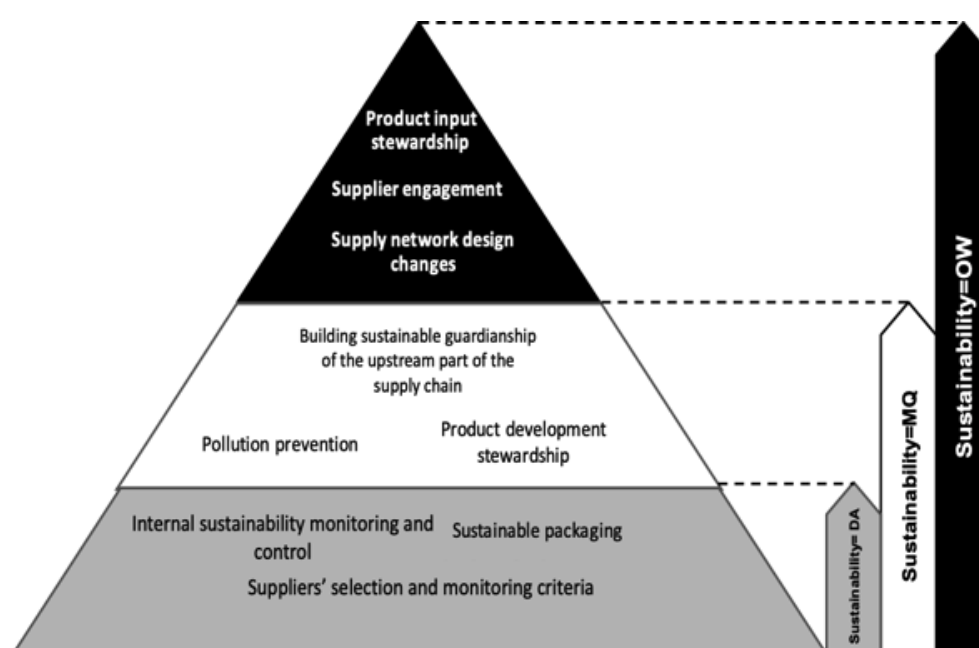 Product input
stewardship
Supplier engagement
Supply network design
changes
Building sustainable guardianship
of the upstream part of the
supply chain
Pollution prevention
Product development
stewardship
Internal sustainability monitoring and
control
Sustainable packaging
Suppliers’ selection and monitoring criteria
Sustainability= DA
Sustainability=MQ
Sustainability=OW